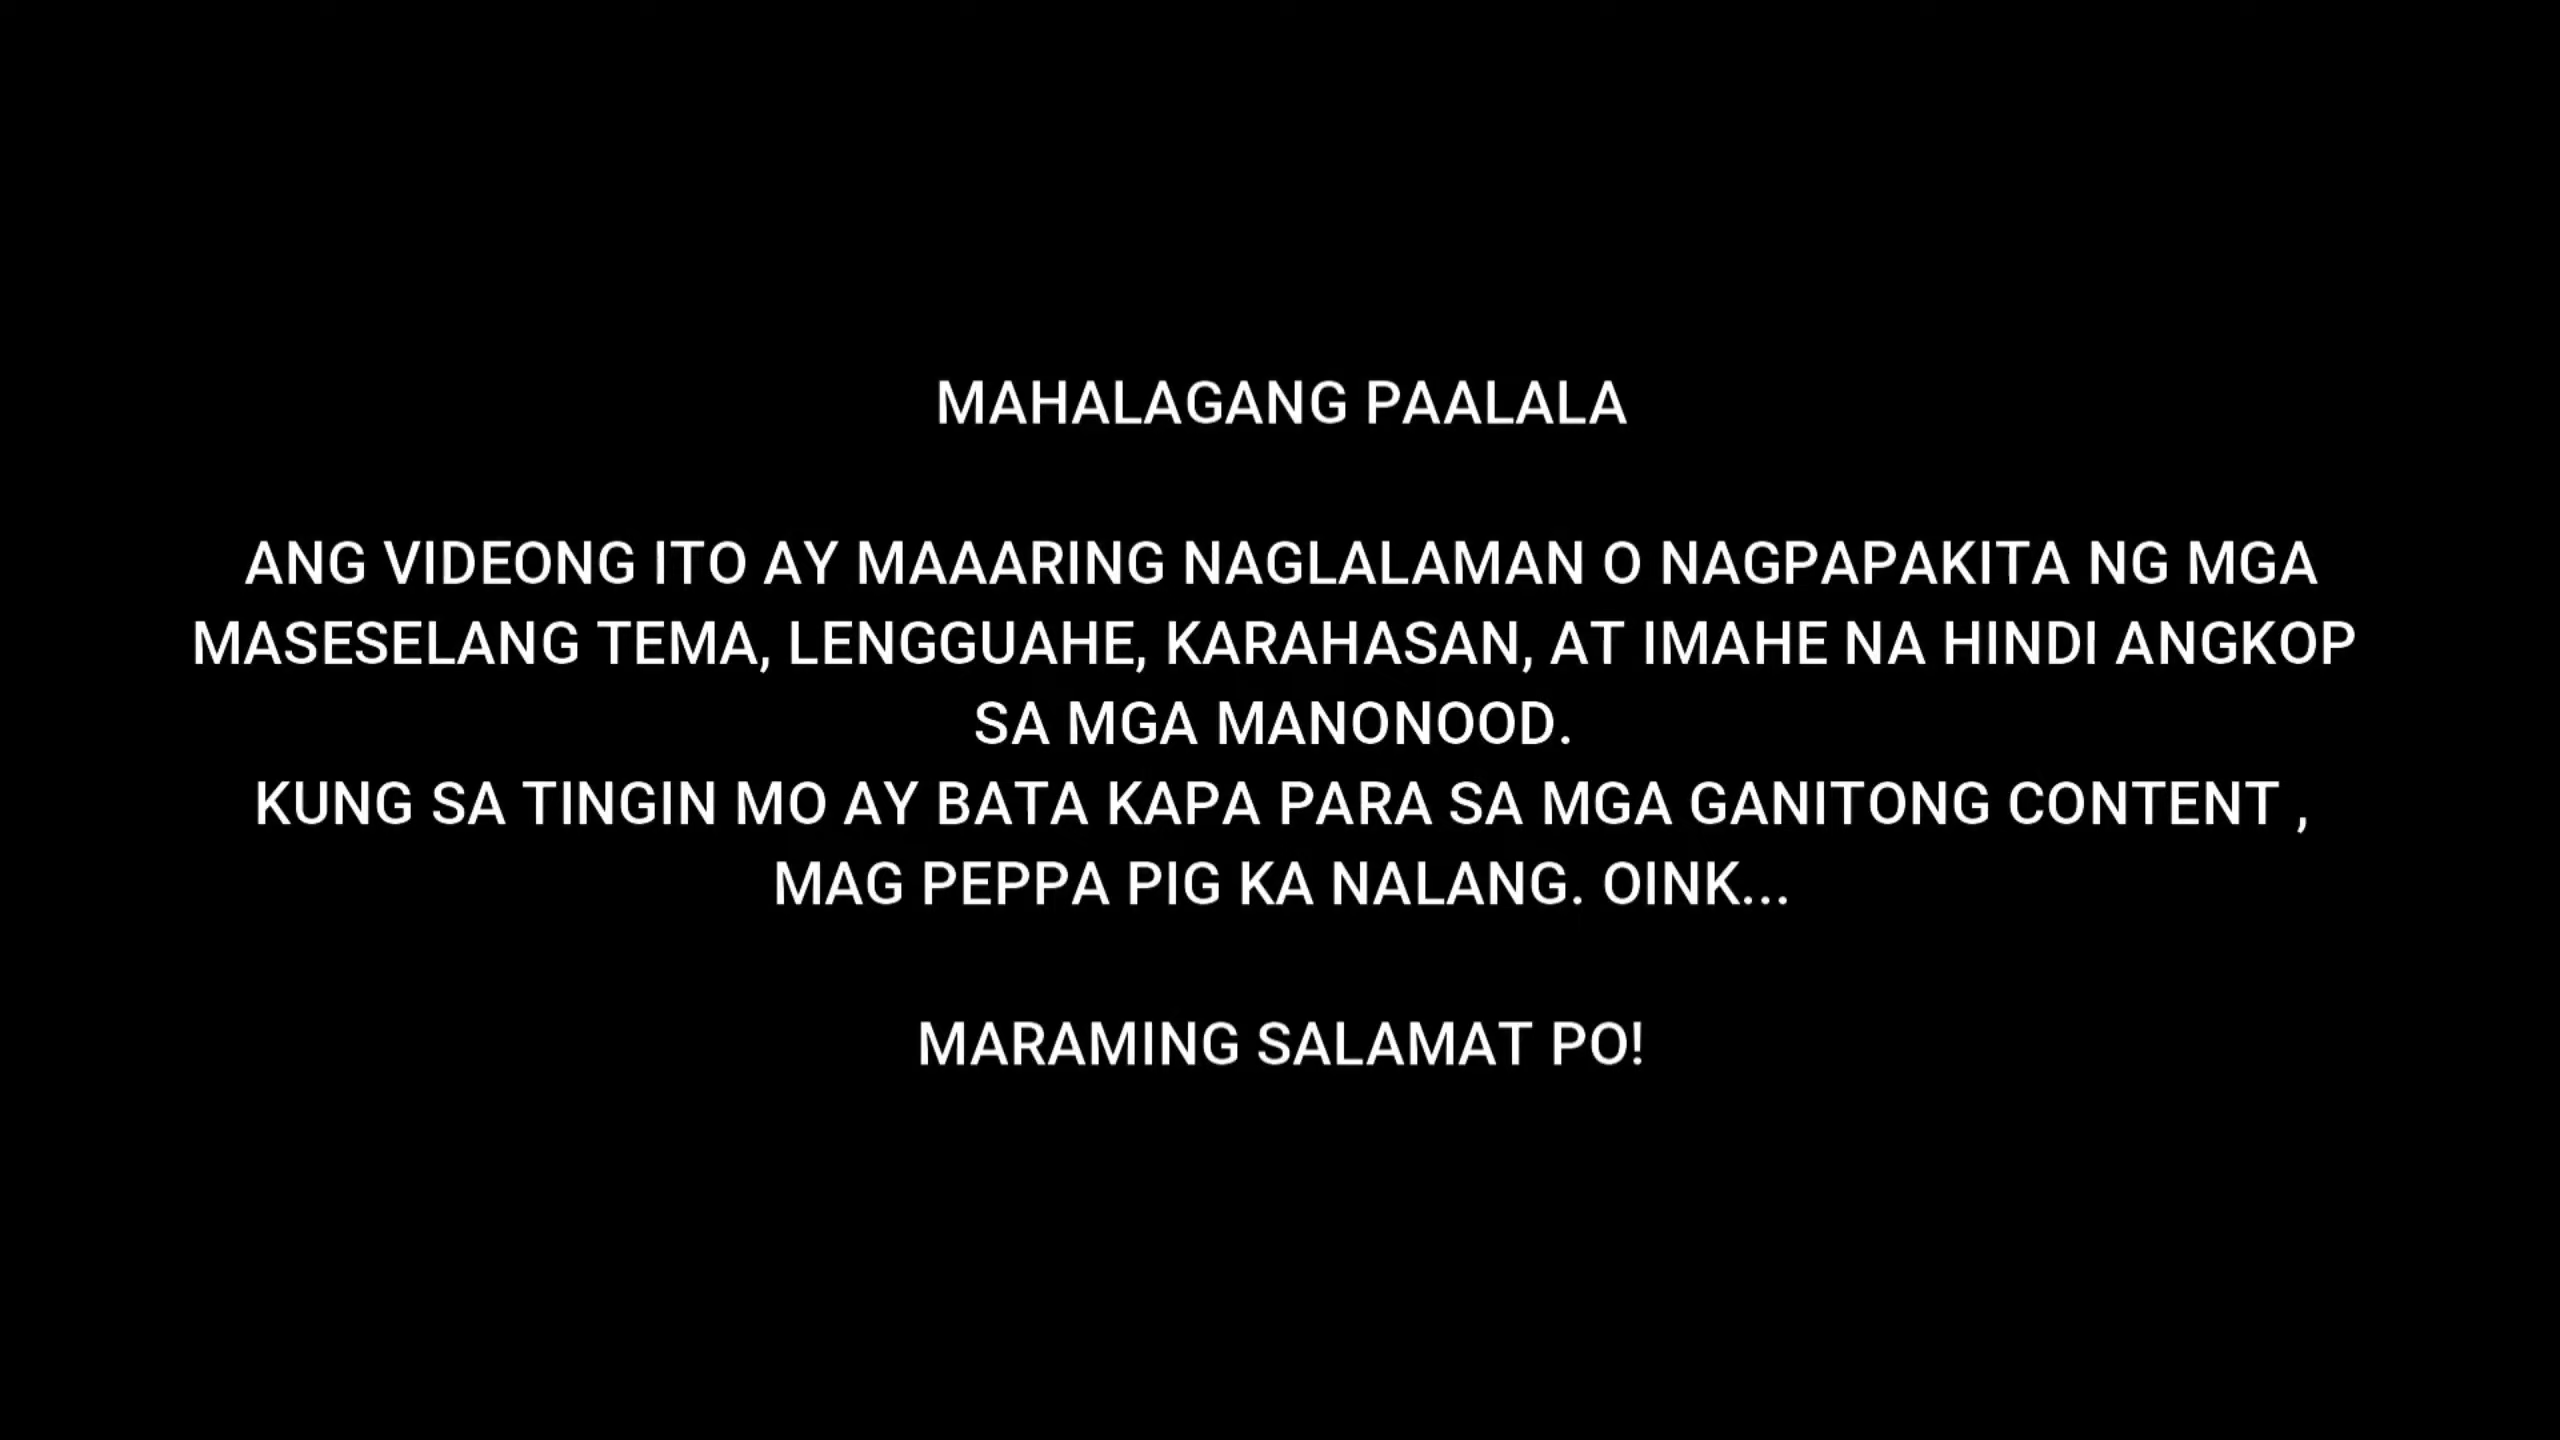 MAHALAGANG PAALALA
ANG VIDEONG ITO AY MAAARING NAGLALAMAN O NAGPAPAKITA NG MGA
MASESELANG TEMA, LENGGUAHE, KARAHASAN, AT IMAHE NA HINDI ANGKOP
SA MGA MANONOOD.
KUNG SA TINGIN MO AY BATA KAPA PARA SA MGA GANITONG CONTENT ,
MAG PEPPA PIG KA NALANG. OINK...
MARAMING SALAMAT PO!